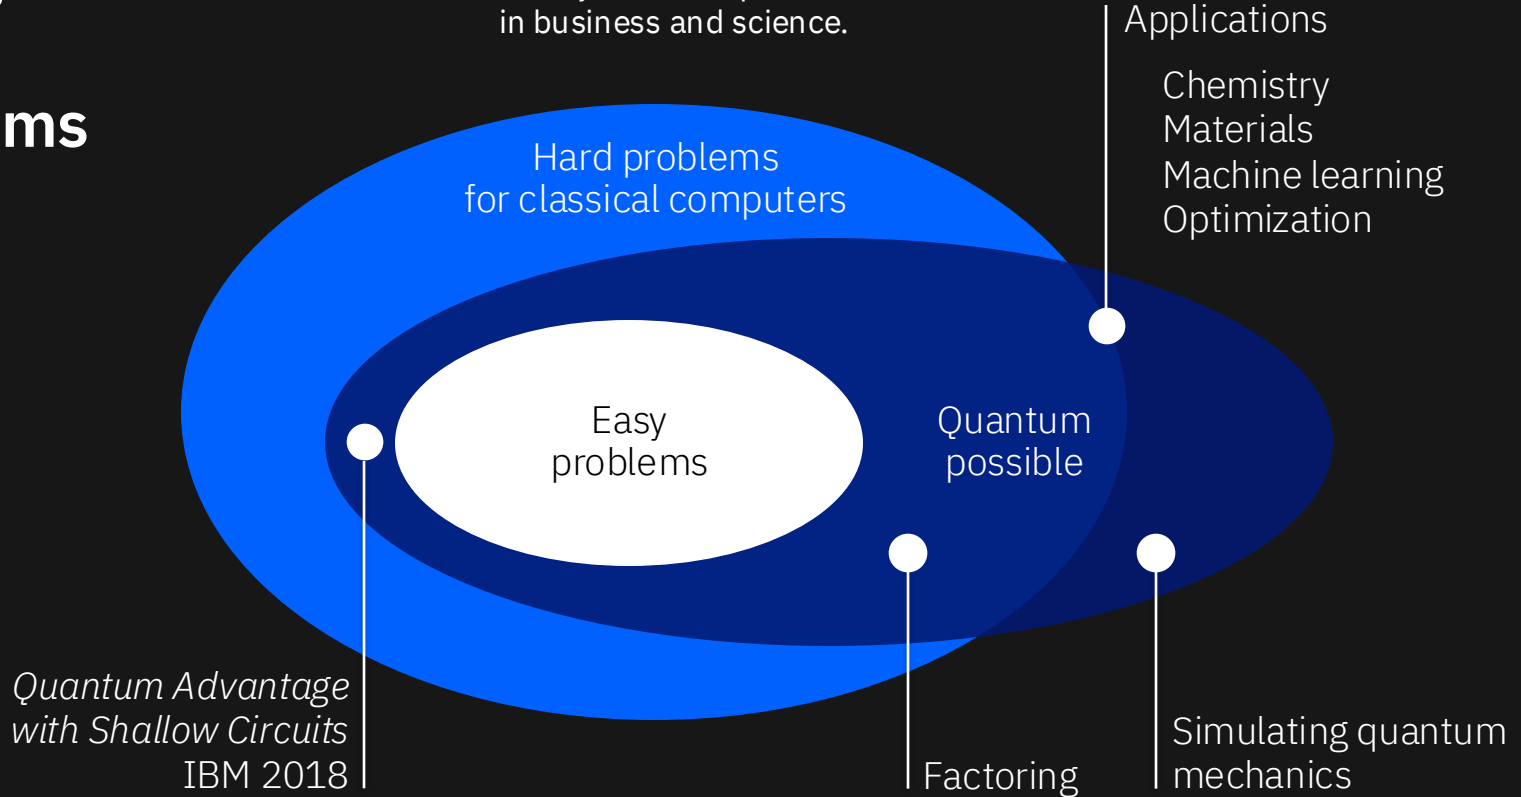 in business and science.
Applications
Chemistry
Materials
Machine learning
Optimization
ms
Hard problems
for classical computers
Easy
problems
Quantum
possible
Quantum Advantage
with Shallow Circuits
IBM 2018
Factoring
Simulating quantum
mechanics